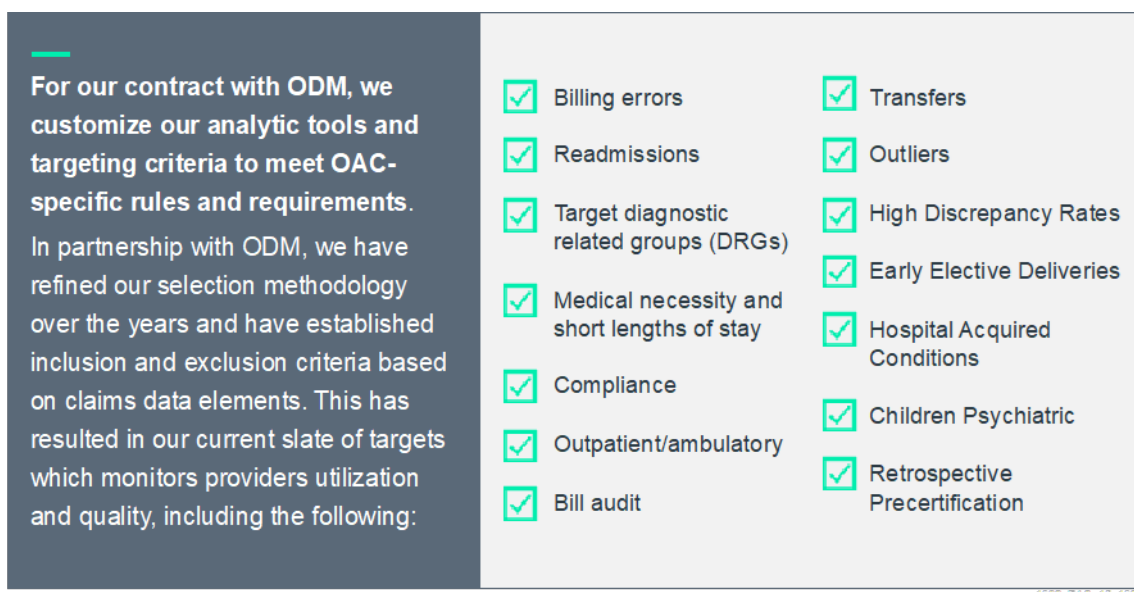 For our contract with ODM, we
customize our analytic tools and
targeting criteria to meet OAC-
specific rules and requirements.
In partnership with ODM, we have
refined our selection methodology
over the years and have established
inclusion and exclusion criteria based
on claims data elements. This has
resulted in our current slate of targets
which monitors providers utilization
and quality, including the following:
Billing errors
Readmissions
Target diagnostic
related groups (DRGs)
Medical necessity and
short lengths of stay
Compliance
Outpatient/ambulatory
Bill audit
Transfers
Outliers
High Discrepancy Rates
Early Elective Deliveries
Hospital Acquired
Conditions
Children Psychiatric
Retrospective
Precertification